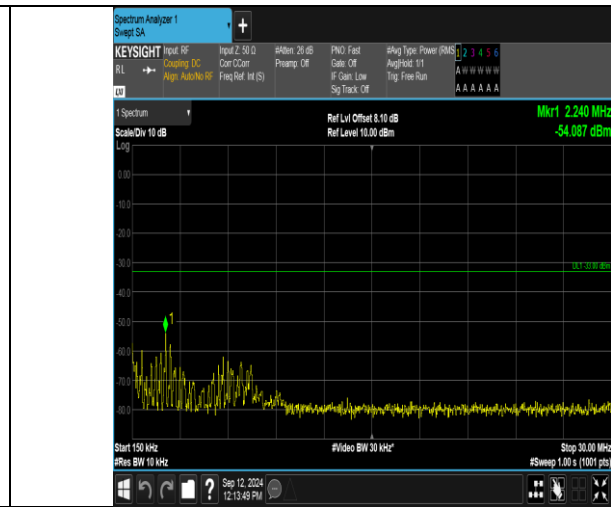 Spectrum Analyzer 1
Swept SA
+
KEYSIGHT
RL
Input: RF
Coupling: DC
Align: Auto/No RF
Input Z: 50 Ω
Corr CCorr
Freq Ref: Int (S)
#Atten: 26 dB
Preamp: Off
PNO: Fast
Gate: Off
IF Gain: Low
Sig Track: Off
#Avg Type: Power (RMS
Avg|Hold: 1/1
Trig: Free Run
1 2 3 4 5 6
A W W W W W
A A A A A A
1 Spectrum
Scale/Div 10 dB
Log
Ref Lvl Offset 8.10 dB
Ref Level 10.00 dBm
Mkr1 2.240 MHz
-54.087 dBm
0.00
-10.0
-20.0
-30.0
DL1 -33.00 dBm
-40.0
-50.0
1
-60.0
-70.0
-80.0
Start 150 kHz
#Video BW 30 kHz*
Stop 30.00 MHz
#Res BW 10 kHz
#Sweep 1.00 s (1001 pts)
?
Sep 12, 2024
12:13:49 PM